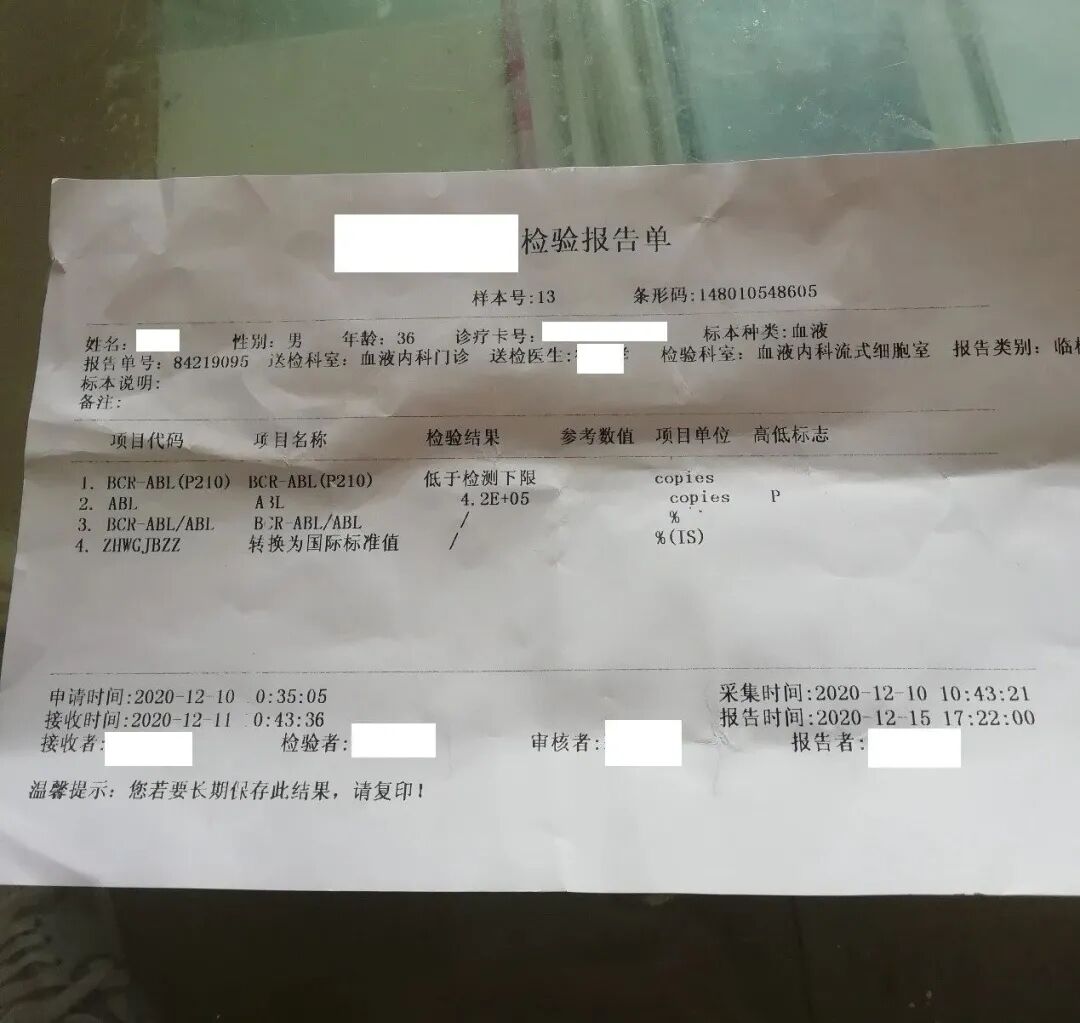 检验报告单
样本号:13 条形码:148010548605
姓名: 性别: 男 年龄: 36 诊疗卡号: 标本种类:血液
报告单号: 84219095 送检科室: 血液内科门诊 送检医生: 检验科室: 血液内科流式细胞室 报告类别: 临
标本说明:
备注:
项目代码 项目名称 检验结果 参考数值 项目单位 高低标志
1. BCR-ABL(P210) BCR-ABL(P210) 低于检测下限 copies
2. ABL ABL 4.2E+05 copies P
3. BCR-ABL/ABL BCR-ABL/ABL / %
4. ZHWGJBZZ 转换为国际标准值 / %(IS)
申请时间:2020-12-10 0:35:05 采集时间:2020-12-10 10:43:21
接收时间:2020-12-11 0:43:36 报告时间:2020-12-15 17:22:00
接收者: 检验者: 审核者: 报告者:
温馨提示: 您若要长期保存此结果, 请复印!